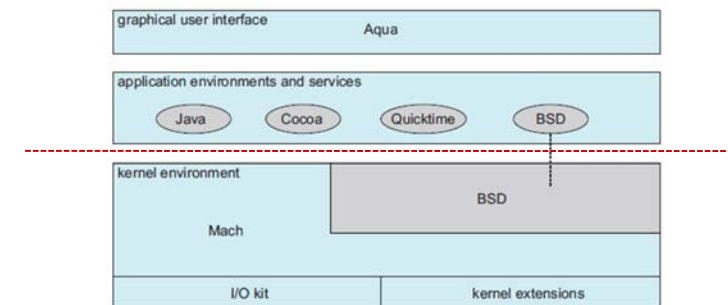 graphical user interface
Aqua
application environments and services
Java
Cocoa
Quicktime
BSD
kernel environment
BSD
Mach
I/O kit
kernel extensions